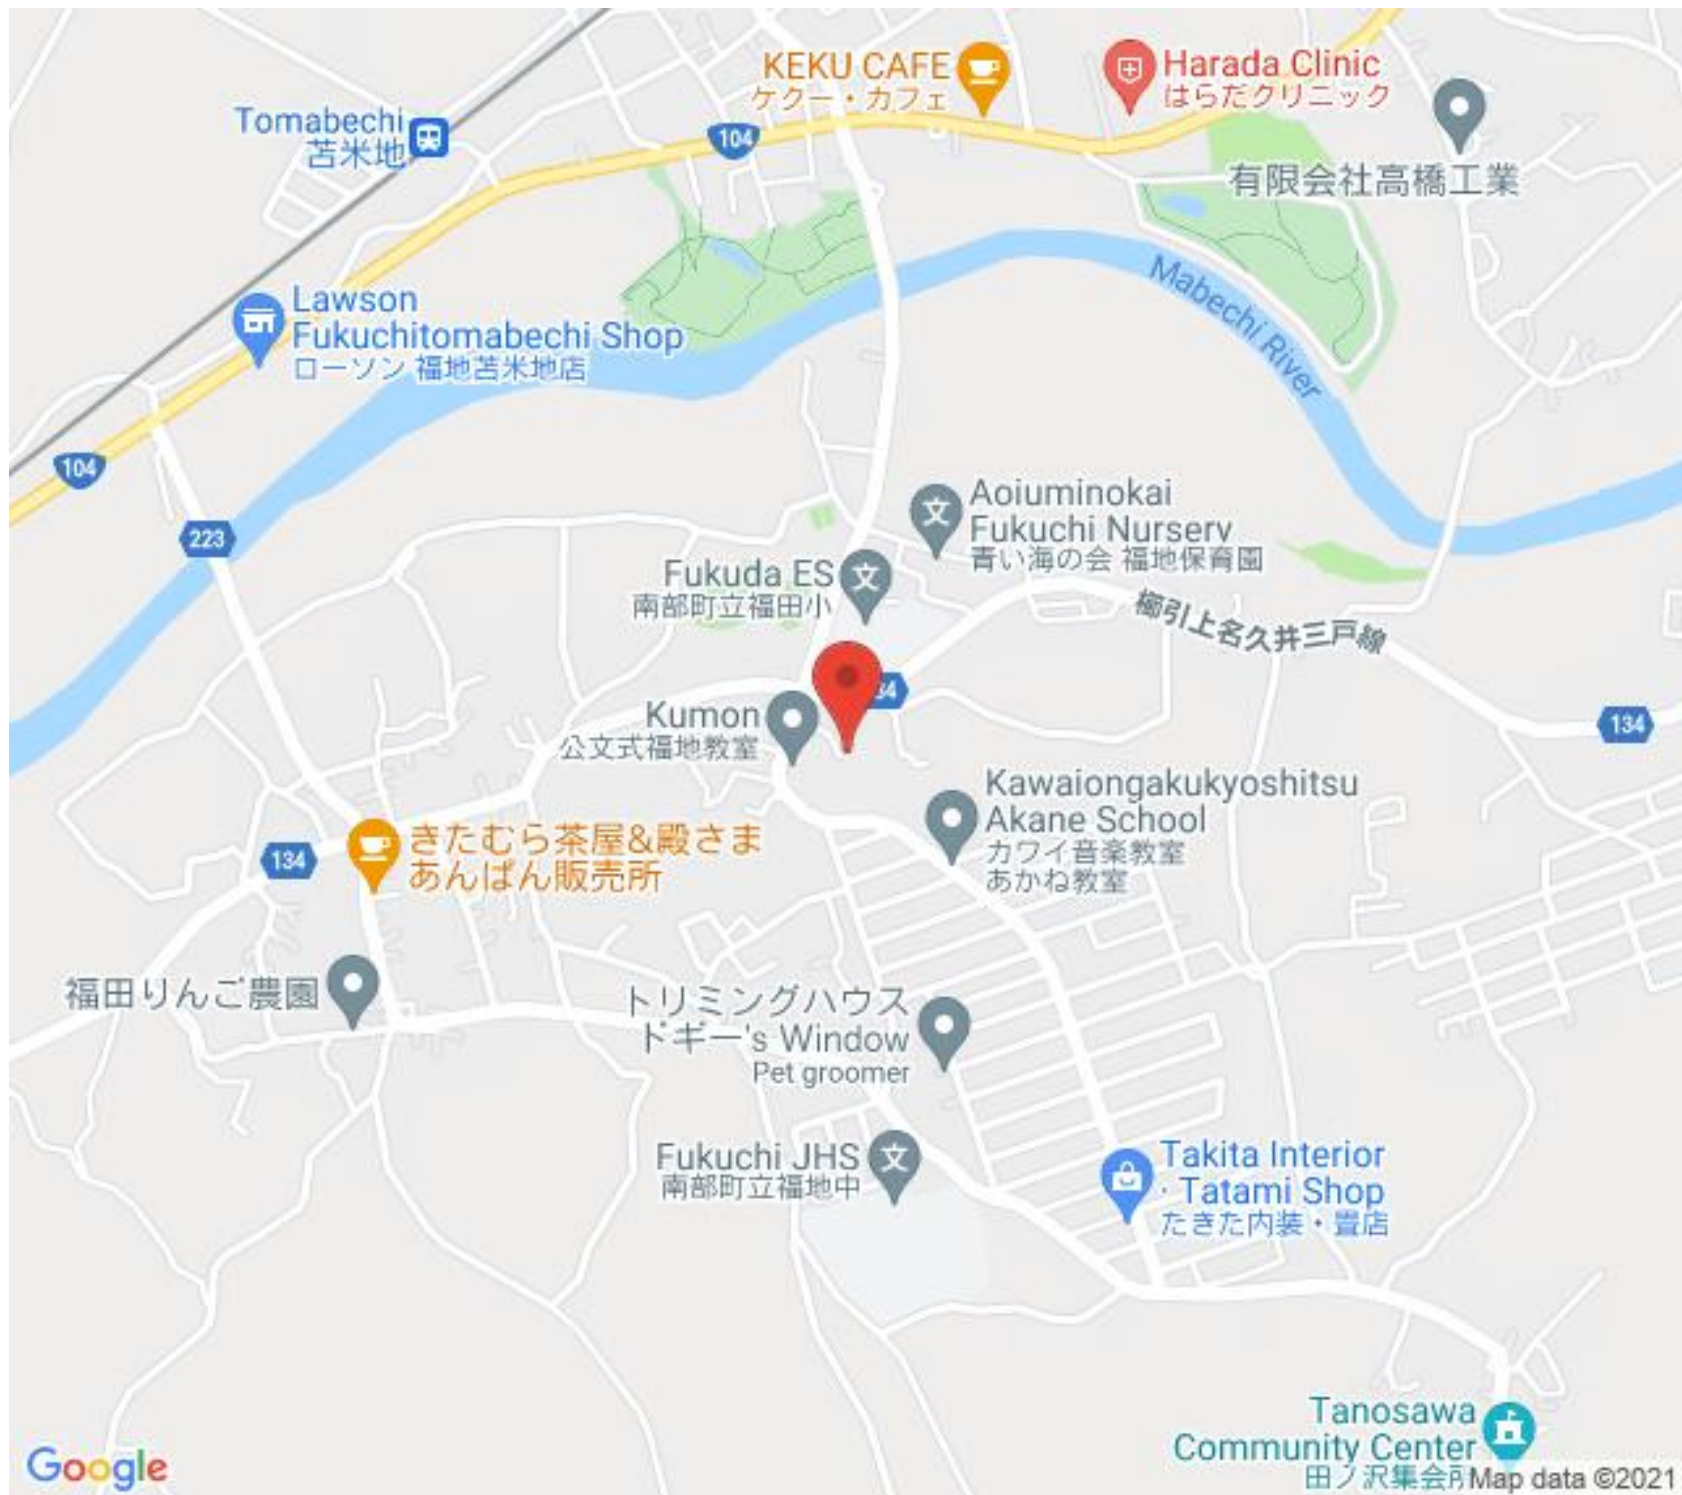 KEKU CAFE
ケクー・カフェ
Harada Clinic
はらだクリニック
Tomabechi
苫米地
104
有限会社高橋工業
Mabechi River
Lawson
Fukuchitomabechi Shop
ローソン 福地苫米地店
104
223
Aoiuminokai
Fukuchi Nurserv
青い海の会 福地保育園
Fukuda ES
南部町立福田小
櫛引上名久井三戸線
34
134
Kumon
公文式福地教室
Kawaiongakukyoshitsu
Akane School
カワイ音楽教室
あかね教室
134
きたむら茶屋&殿さま
あんぱん販売所
福田りんご農園
トリミングハウス
ドギー's Window
Pet groomer
Fukuchi JHS
南部町立福地中
Takita Interior
· Tatami Shop
たきた内装・畳店
Tanosawa
Community Center
田ノ沢集会所
Google
Map data ©2021